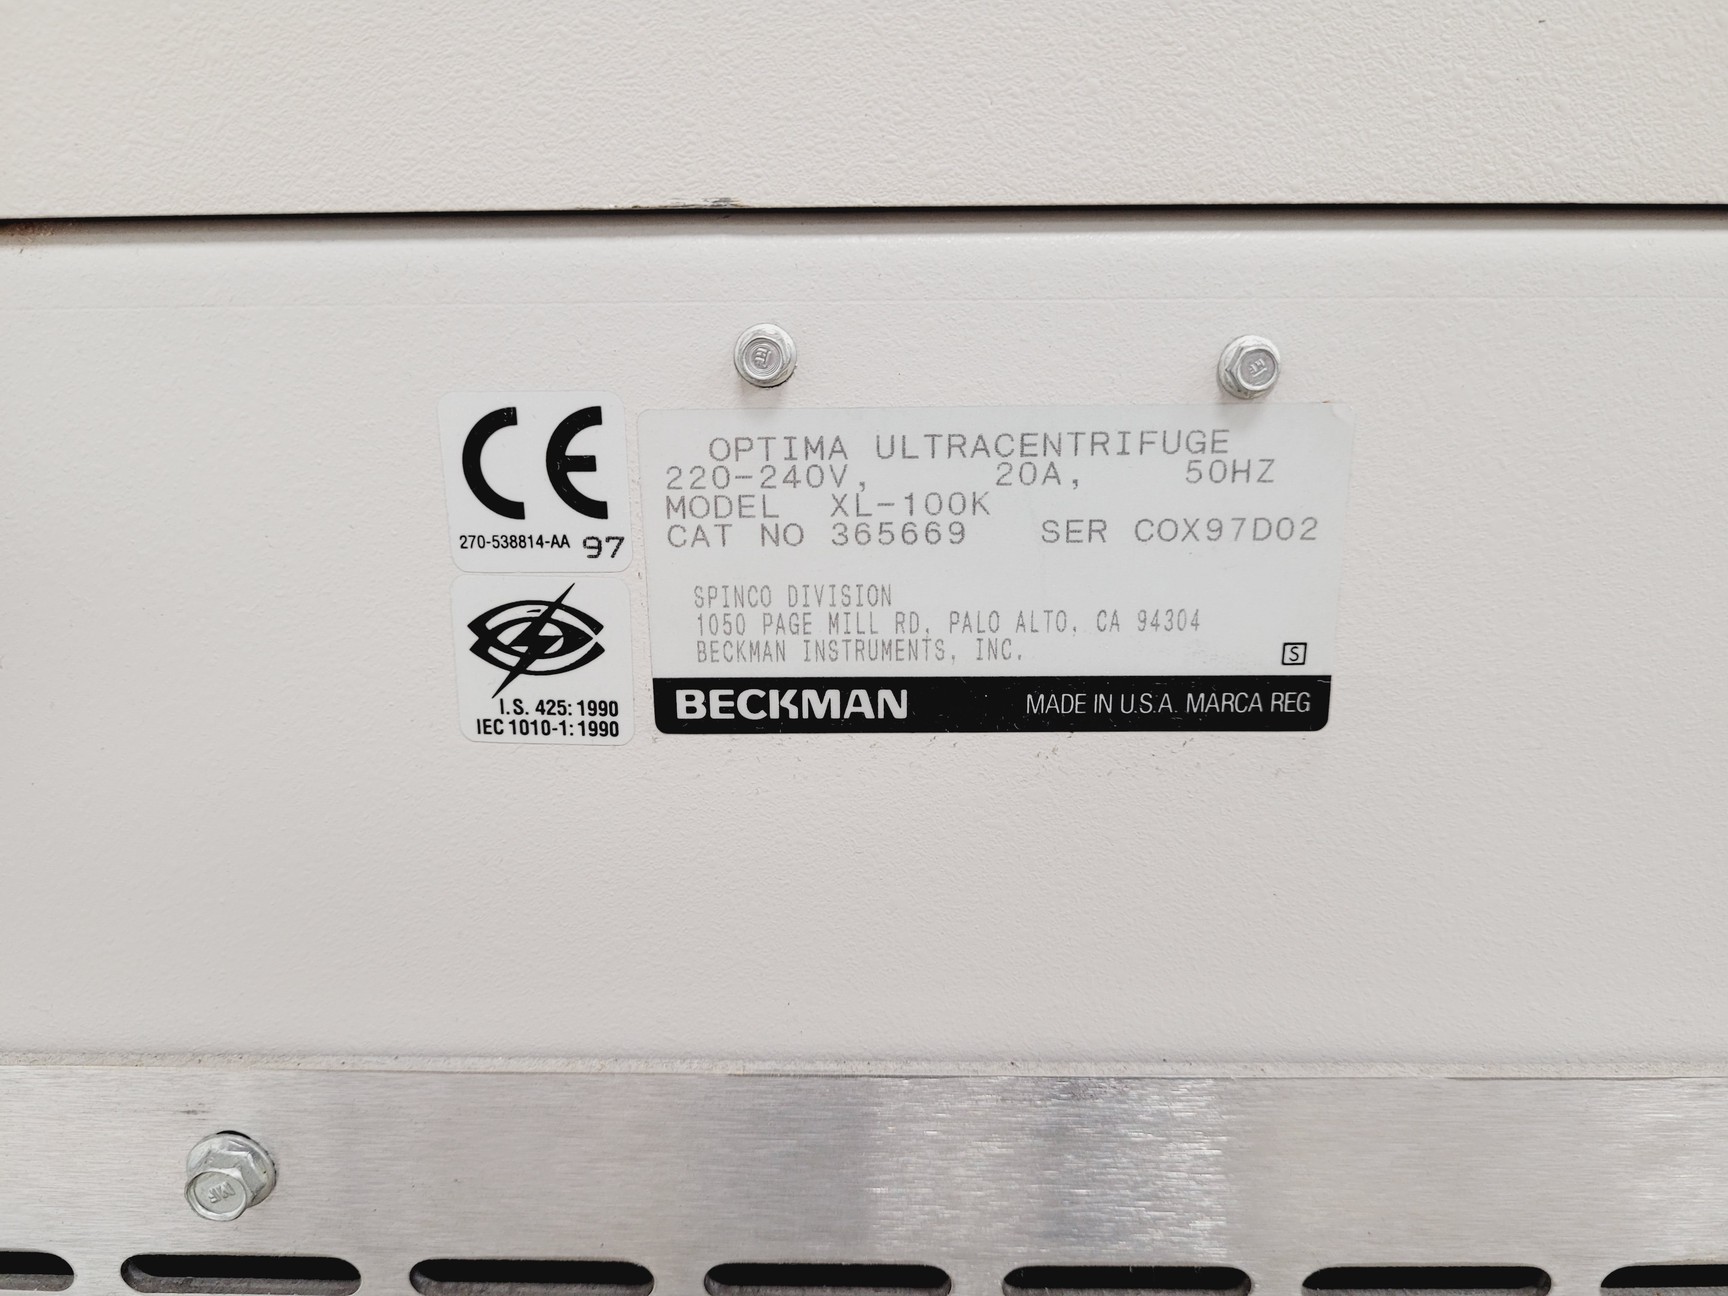 CE
270-538814-AA 97
I.S. 425:1990
IEC 1010-1:1990
OPTIMA ULTRACENTRIFUGE
220-240V, 20A, 50HZ
MODEL XL-100K
CAT NO 365669 SER COX97D02
SPINCO DIVISION
1050 PAGE MILL RD, PALO ALTO, CA 94304
BECKMAN INSTRUMENTS, INC.
S
BECKMAN MADE IN U.S.A. MARCA REG